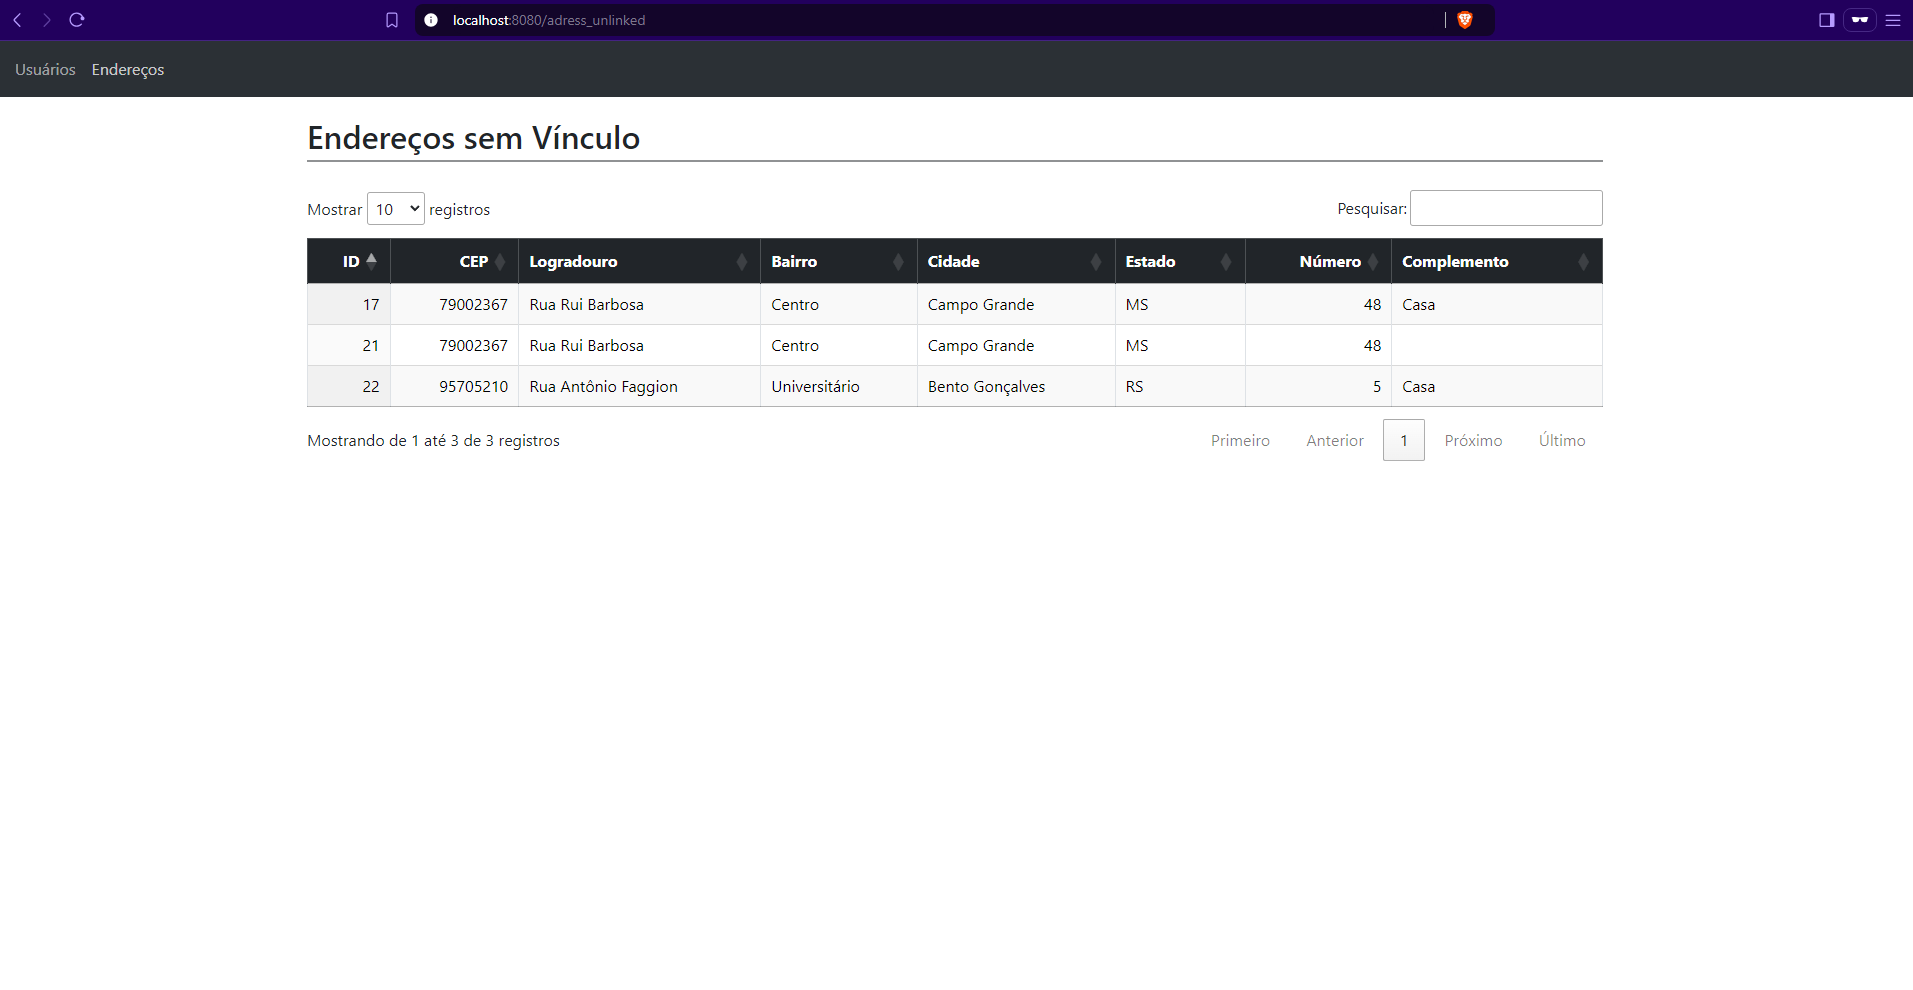 localhost:8080/adress_unlinked
Usuários Endereços
Endereços sem Vínculo
Mostrar 10 registros Pesquisar:
ID CEP Logradouro Bairro Cidade Estado Número Complemento
17 79002367 Rua Rui Barbosa Centro Campo Grande MS 48 Casa
21 79002367 Rua Rui Barbosa Centro Campo Grande MS 48
22 95705210 Rua Antônio Faggion Universitário Bento Gonçalves RS 5 Casa
Mostrando de 1 até 3 de 3 registros Primeiro Anterior 1 Próximo Último